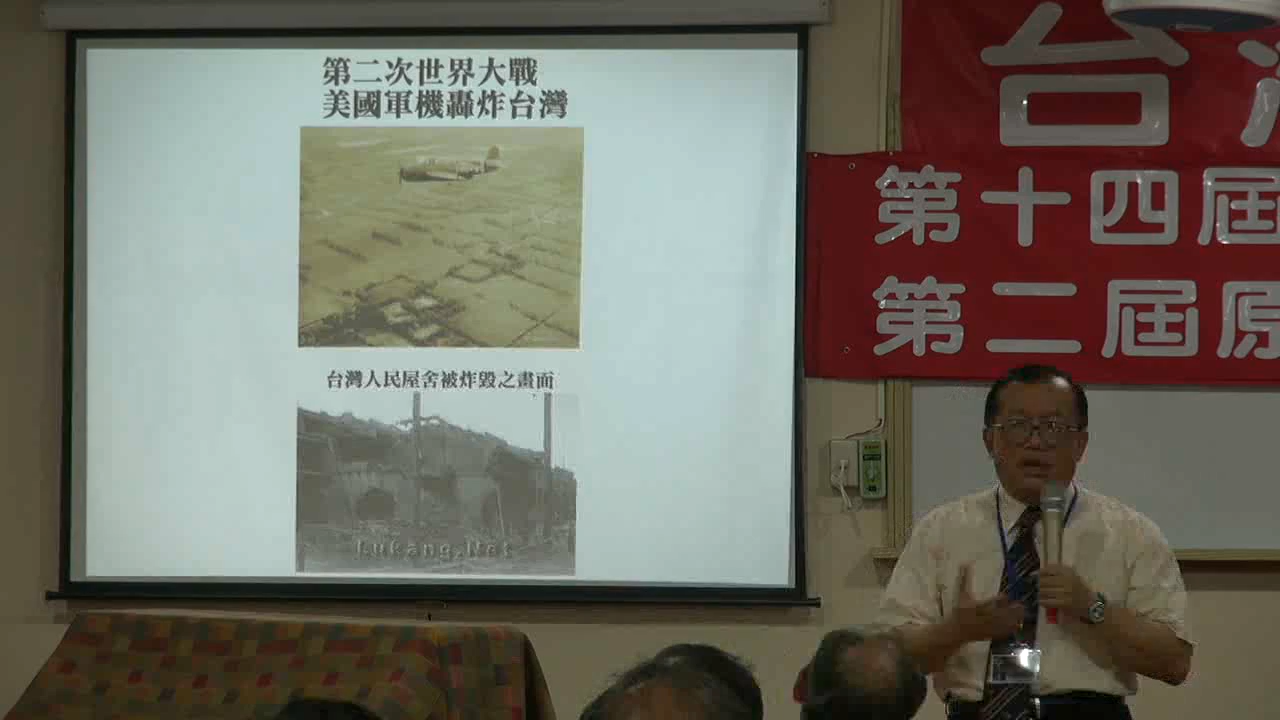 第二次世界大戰
美國軍機轟炸台灣
台灣人民屋舍被炸毀之畫面
Lukang.Net
台
第十四屆
第二屆原